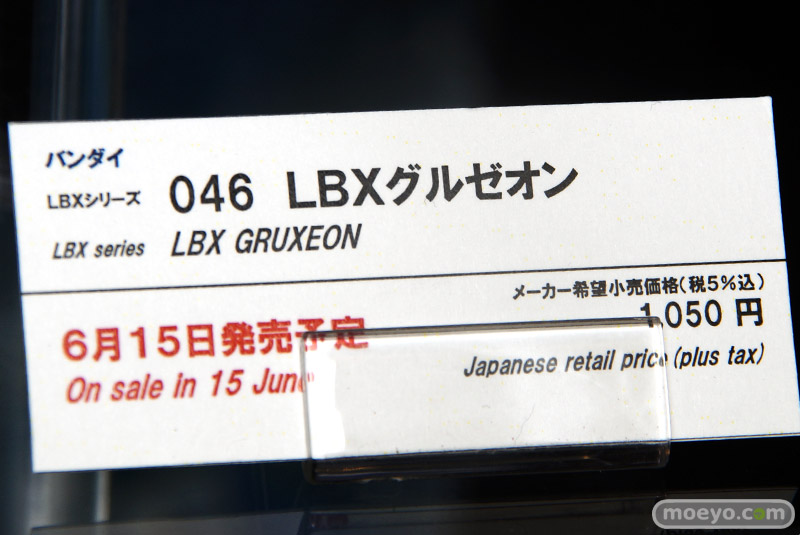 バンダイ
LBXシリーズ 046 LBXグルゼオン
LBX series LBX GRUXEON
メーカー希望小売価格(税5%込)
6月15日発売予定 1,050 円
On sale in 15 June Japanese retail price (plus tax)
moeyo.com